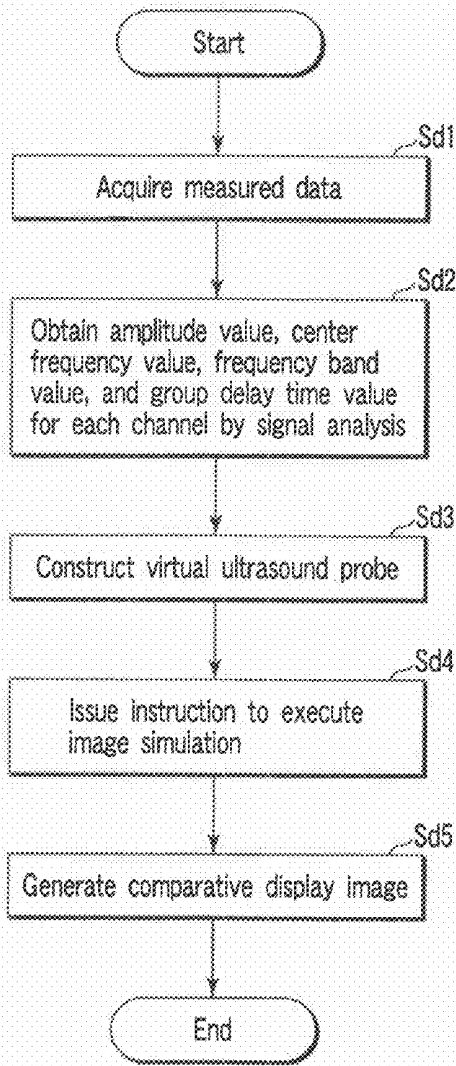 Start
Sd1
Acquire measured data
Sd2
Obtain amplitude value, center
frequency value, frequency band
value, and group delay time value
for each channel by signal analysis
Sd3
Construct virtual ultrasound probe
Sd4
Issue instruction to execute
image simulation
Sd5
Generate comparative display image
End